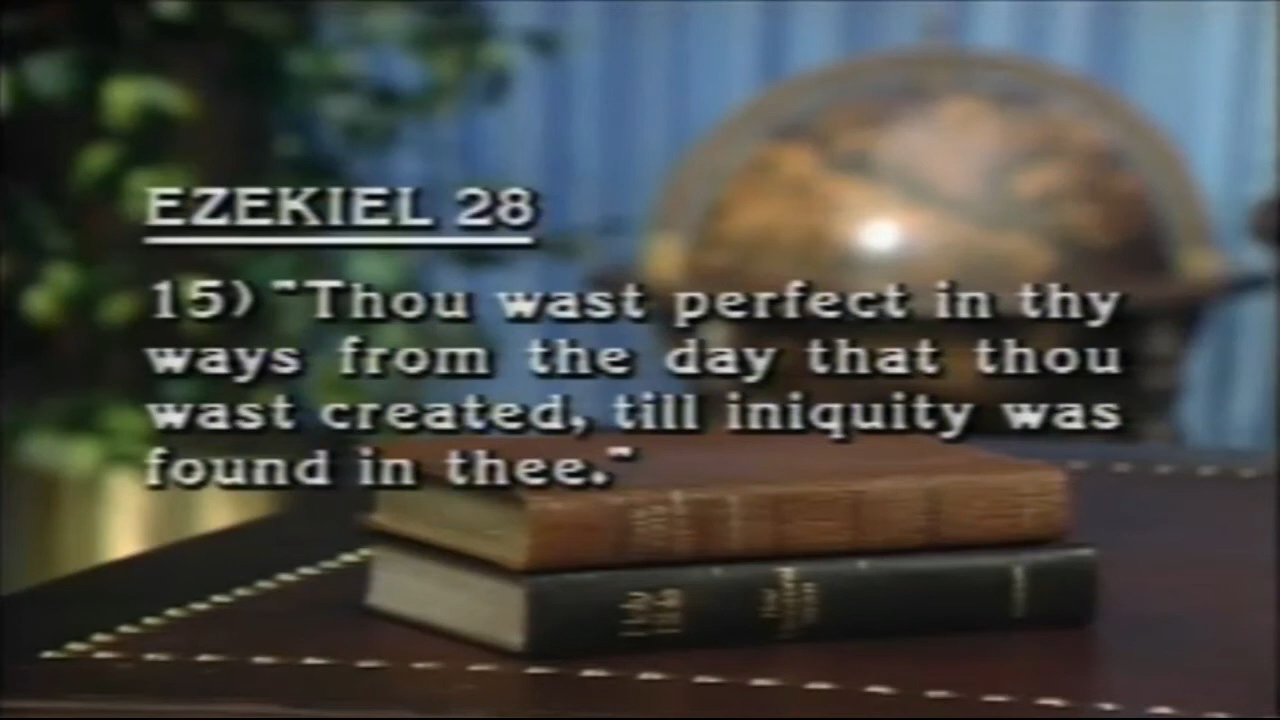 EZEKIEL 28
15) "Thou wast perfect in thy
ways from the day that thou
wast created, till iniquity was
found in thee."